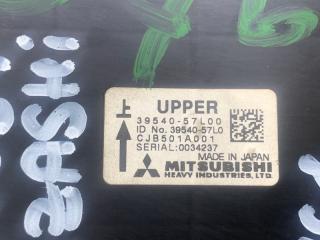 上 UPPER
39540-57L00
ID No. 39540-57L0
CJB501A001
SERIAL:0034237
MADE IN JAPAN
MITSUBISHI
HEAVY INDUSTRIES, LTD.